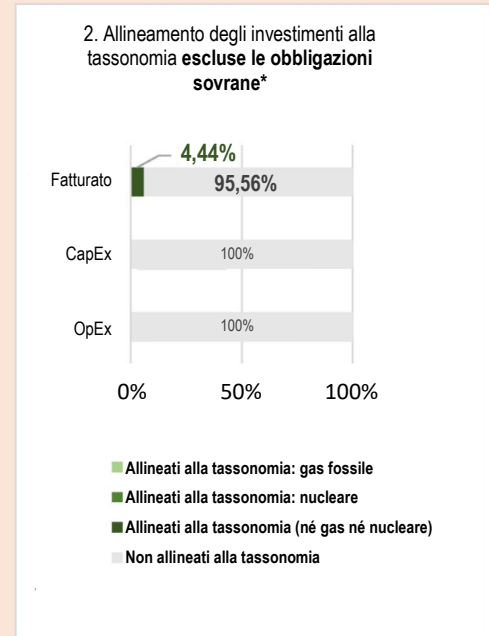 2. Allineamento degli investimenti alla
tassonomia escluse le obbligazioni
sovrane*
4,44%
Fatturato 95,56%
CapEx 100%
OpEx 100%
0% 50% 100%
Allineati alla tassonomia: gas fossile
Allineati alla tassonomia: nucleare
Allineati alla tassonomia (né gas né nucleare)
Non allineati alla tassonomia